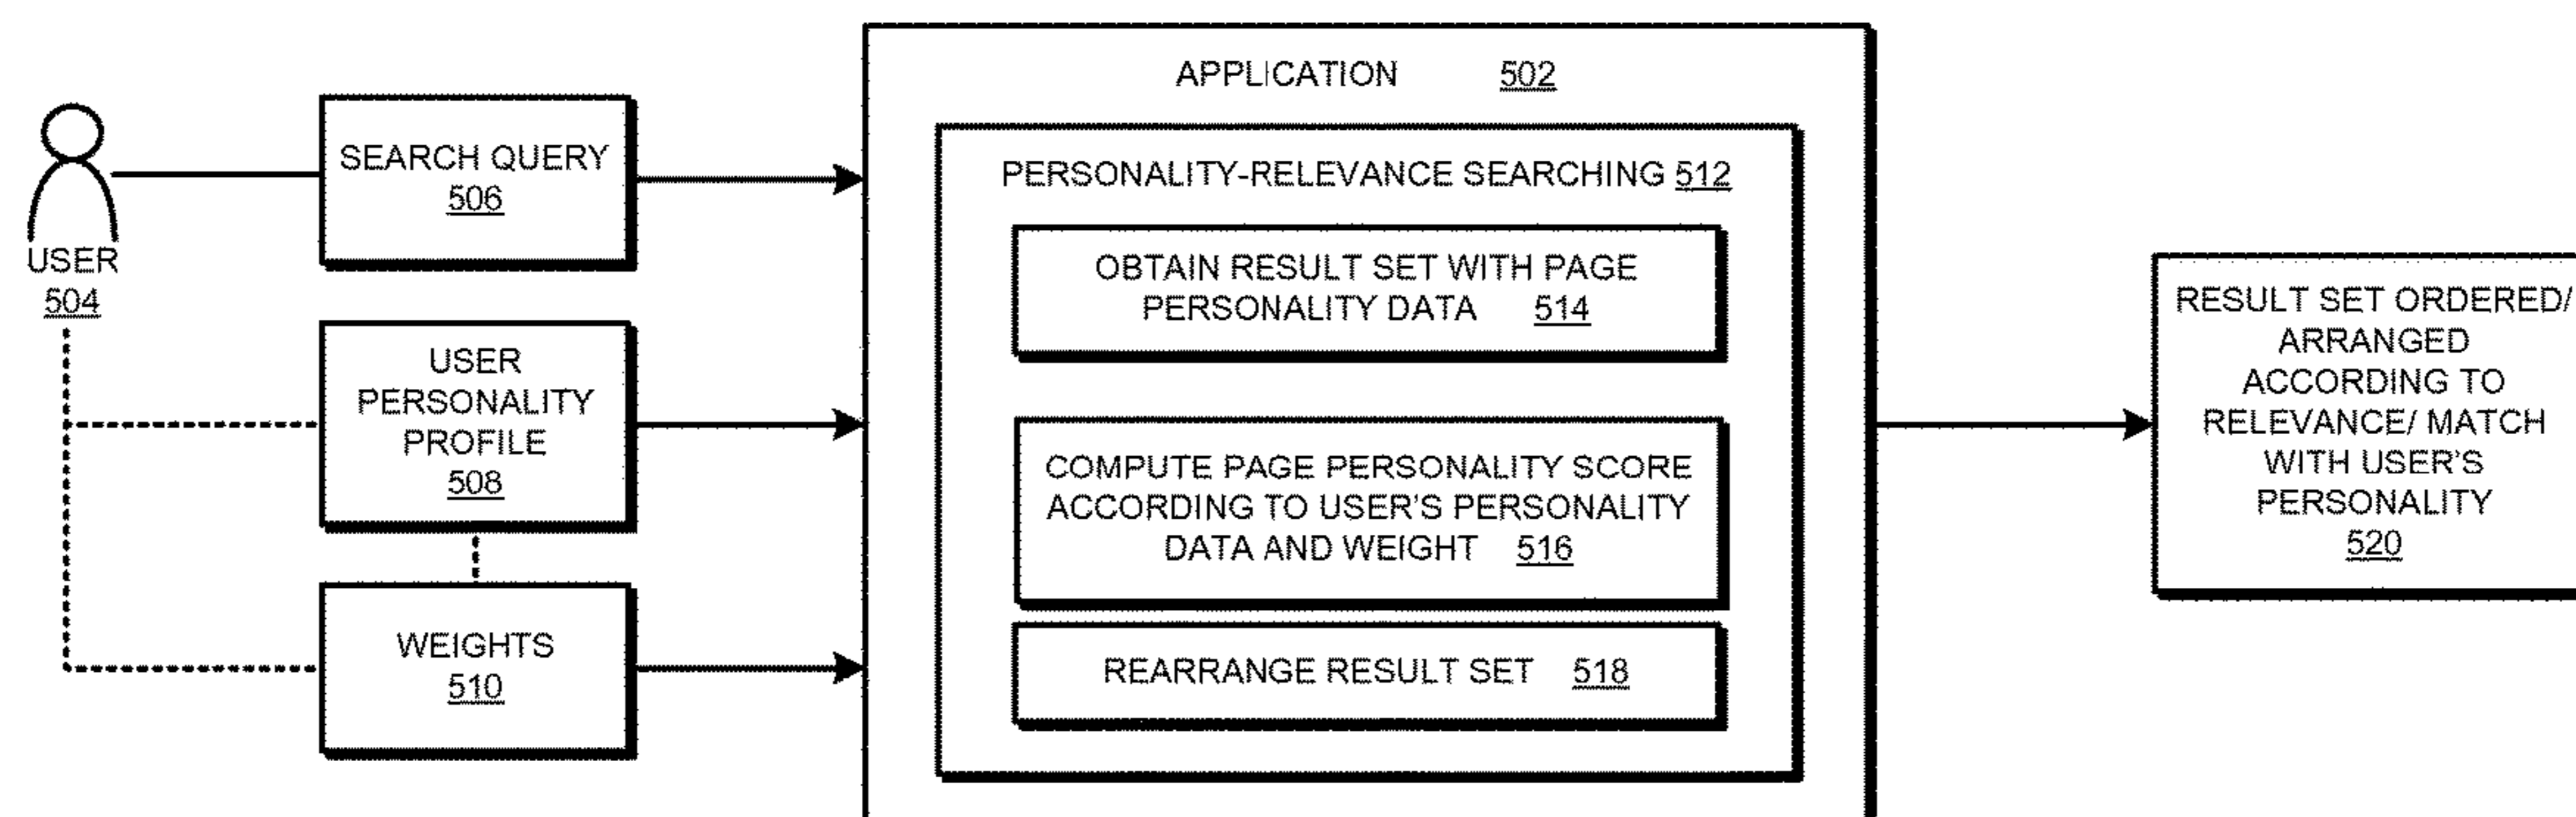 USER
504
SEARCH QUERY
506
USER
PERSONALITY
PROFILE
508
WEIGHTS
510
APPLICATION 502
PERSONALITY-RELEVANCE SEARCHING 512
OBTAIN RESULT SET WITH PAGE
PERSONALITY DATA 514
COMPUTE PAGE PERSONALITY SCORE
ACCORDING TO USER'S PERSONALITY
DATA AND WEIGHT 516
REARRANGE RESULT SET 518
RESULT SET ORDERED/
ARRANGED
ACCORDING TO
RELEVANCE/ MATCH
WITH USER'S
PERSONALITY
520